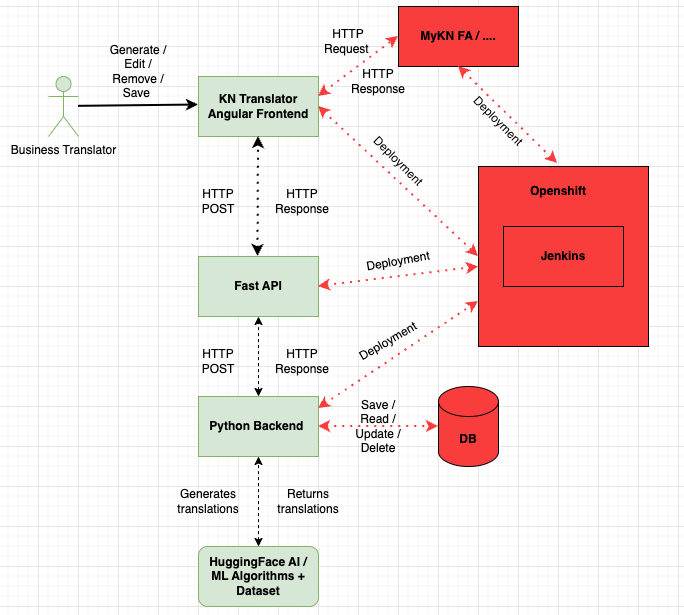 Generate /
Edit /
Remove /
Save
Business Translator
KN Translator
Angular Frontend
HTTP
Request
HTTP
Response
MyKN FA / ....
Deployment
Deployment
Openshift
Jenkins
HTTP
POST
HTTP
Response
Fast API
Deployment
HTTP
POST
HTTP
Response
Deployment
Python Backend
Save /
Read /
Update /
Delete
DB
Generates
translations
Returns
translations
HuggingFace AI /
ML Algorithms +
Dataset